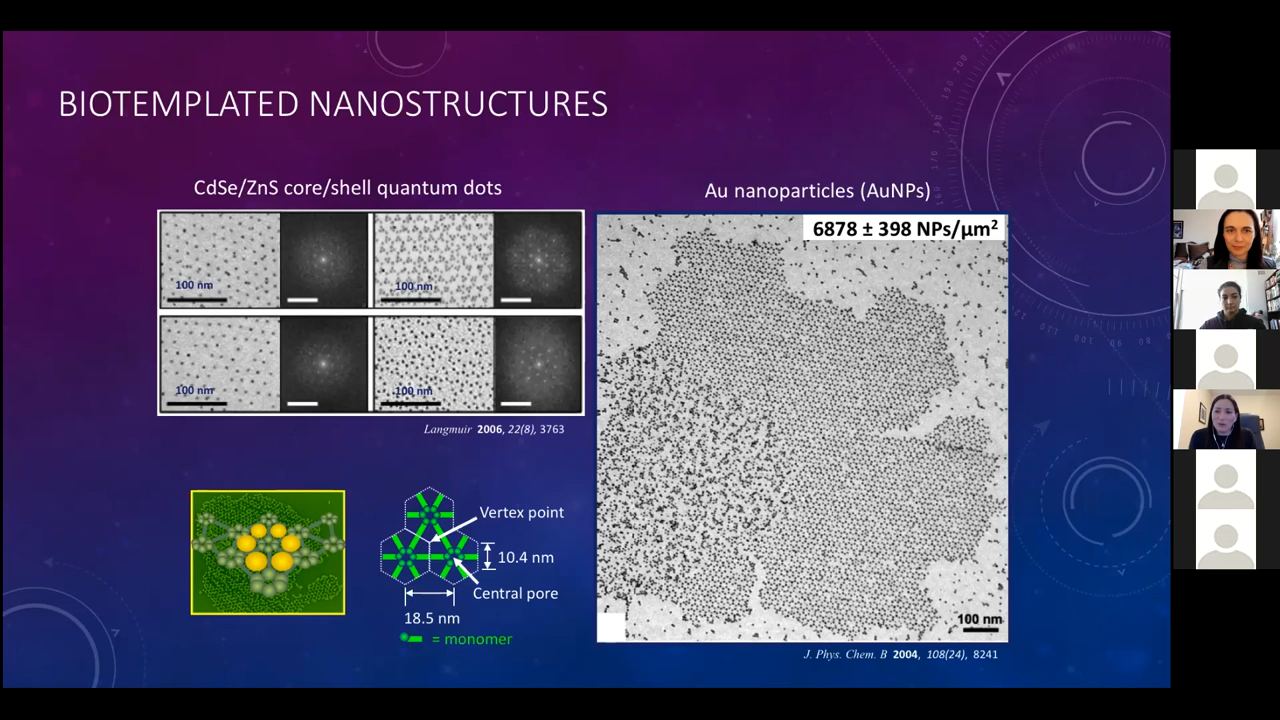 BIOTEMPLATED NANOSTRUCTURES
CdSe/ZnS core/shell quantum dots
100 nm
100 nm
100 nm
100 nm
Langmuir 2006, 22(8), 3763
Au nanoparticles (AuNPs)
6878 ± 398 NPs/μm²
100 nm
J. Phys. Chem. B 2004, 108(24), 8241
Vertex point
10.4 nm
Central pore
18.5 nm
= monomer